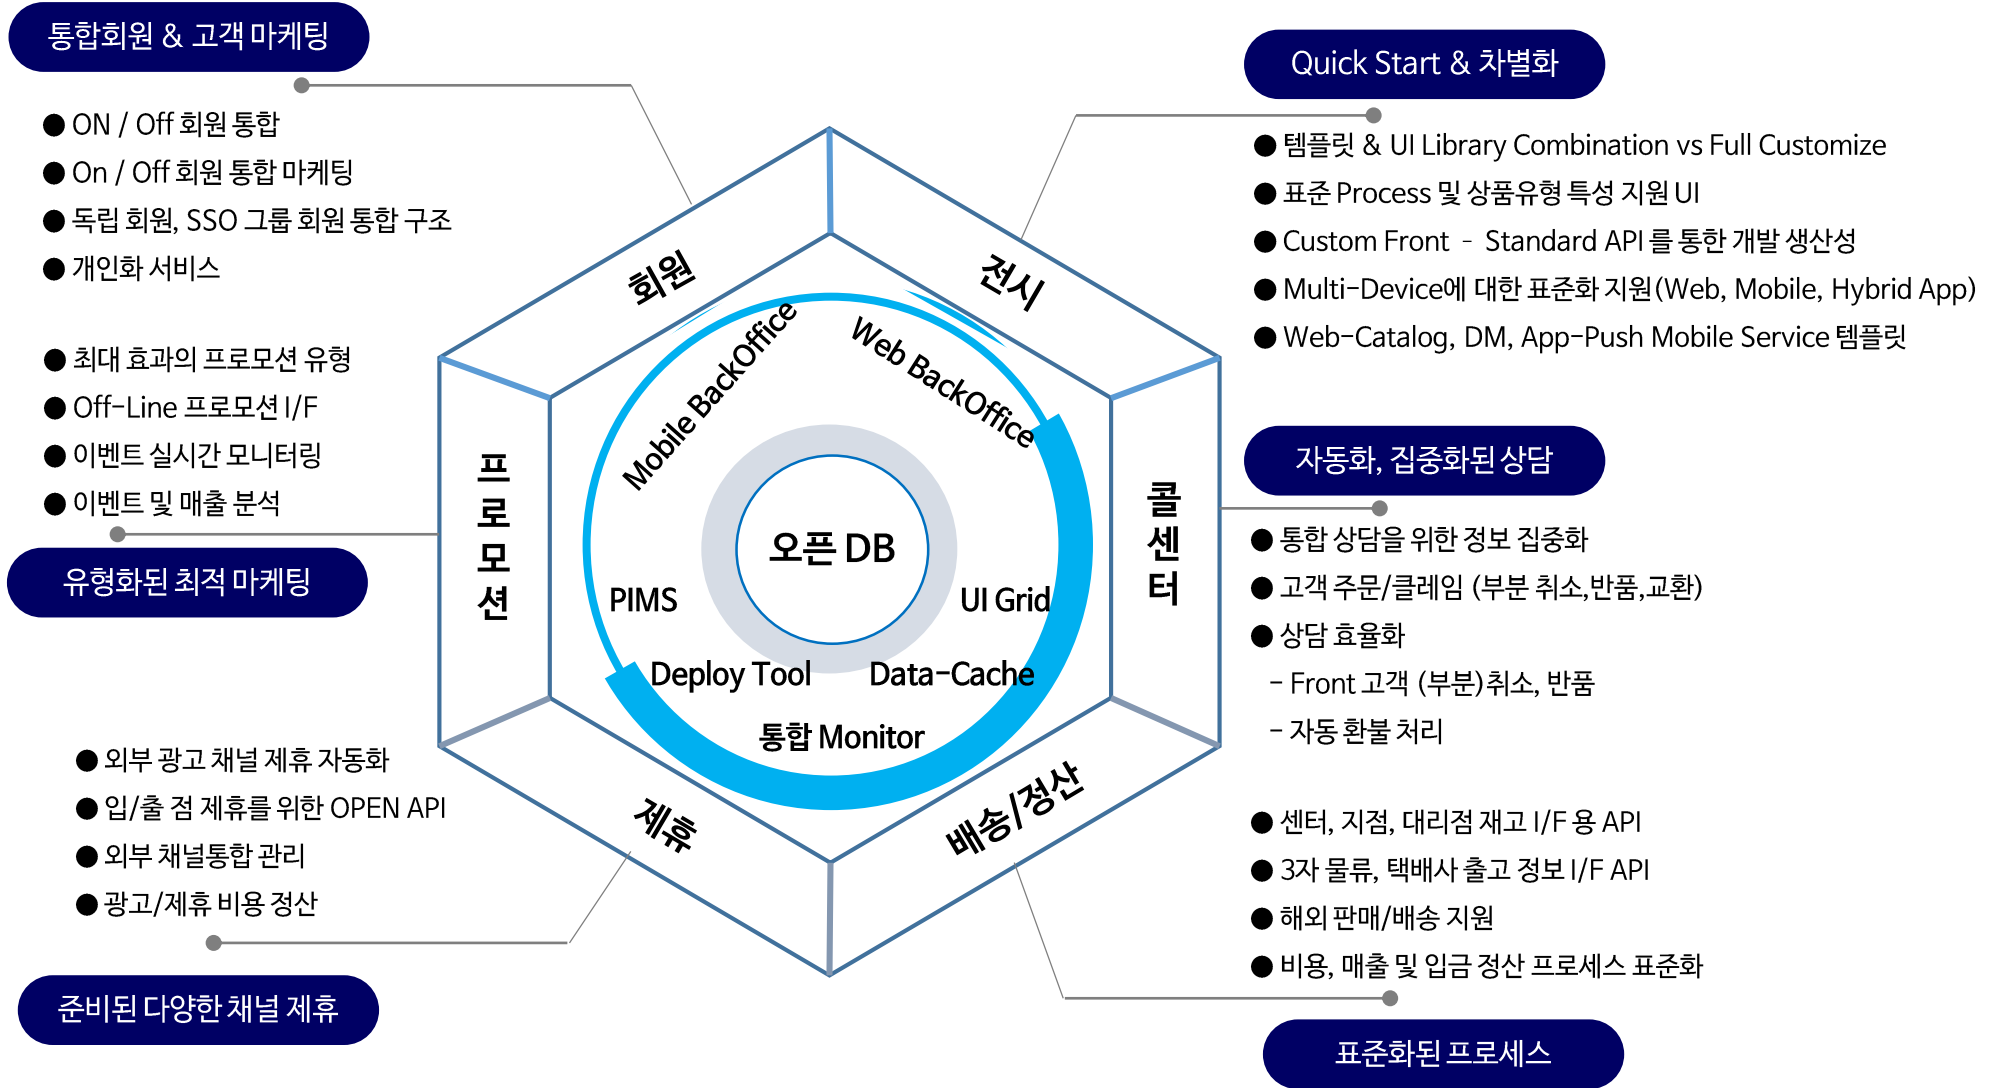 통합회원 & 고객 마케팅
● ON / Off 회원 통합
● On / Off 회원 통합 마케팅
● 독립 회원, SSO 그룹 회원 통합 구조
● 개인화 서비스
● 최대 효과의 프로모션 유형
● Off-Line 프로모션 I/F
● 이벤트 실시간 모니터링
● 이벤트 및 매출 분석
유형화된 최적 마케팅
● 외부 광고 채널 제휴 자동화
● 입/출 점 제휴를 위한 OPEN API
● 외부 채널통합 관리
● 광고/제휴 비용 정산
준비된 다양한 채널 제휴
회원
전시
프로모션
콜센터
제휴
배송/정산
Mobile BackOffice
Web BackOffice
오픈 DB
PIMS
UI Grid
Deploy Tool
Data-Cache
통합 Monitor
Quick Start & 차별화
● 템플릿 & UI Library Combination vs Full Customize
● 표준 Process 및 상품유형 특성 지원 UI
● Custom Front - Standard API 를 통한 개발 생산성
● Multi-Device에 대한 표준화 지원(Web, Mobile, Hybrid App)
● Web-Catalog, DM, App-Push Mobile Service 템플릿
자동화, 집중화된 상담
● 통합 상담을 위한 정보 집중화
● 고객 주문/클레임 (부분 취소,반품,교환)
● 상담 효율화
- Front 고객 (부분)취소, 반품
- 자동 환불 처리
● 센터, 지점, 대리점 재고 I/F 용 API
● 3자 물류, 택배사 출고 정보 I/F API
● 해외 판매/배송 지원
● 비용, 매출 및 입금 정산 프로세스 표준화
표준화된 프로세스